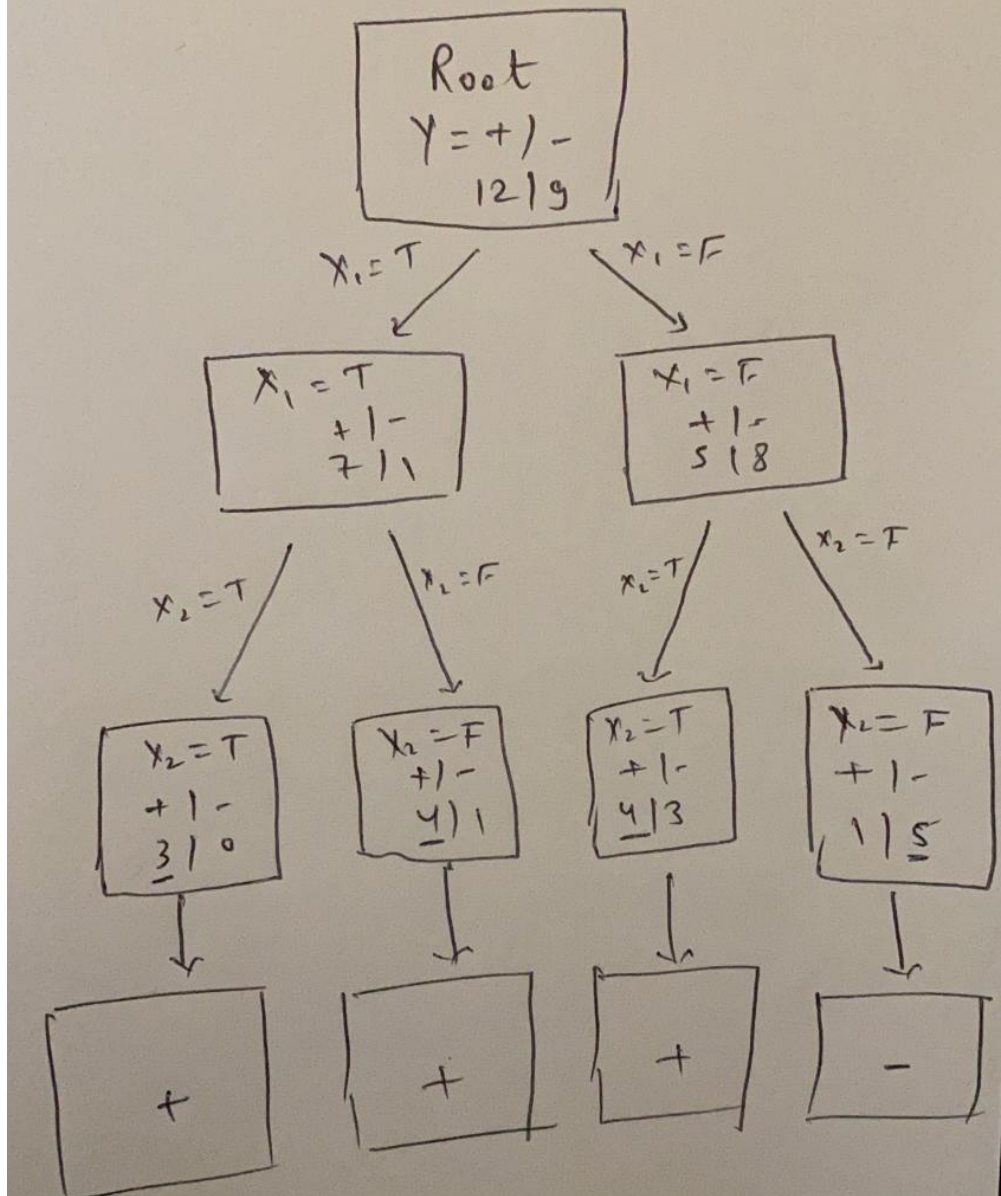 Root
Y = + | -
12 | 9
X₁ = T
X₁ = F
X₁ = T
+ | -
7 | 1
X₁ = F
+ | -
5 | 8
X₂ = T
X₂ = F
X₂ = T
X₂ = F
X₂ = T
+ | -
3 | 0
X₂ = F
+ | -
4 | 1
X₂ = T
+ | -
4 | 3
X₂ = F
+ | -
1 | 5
+
+
+
-